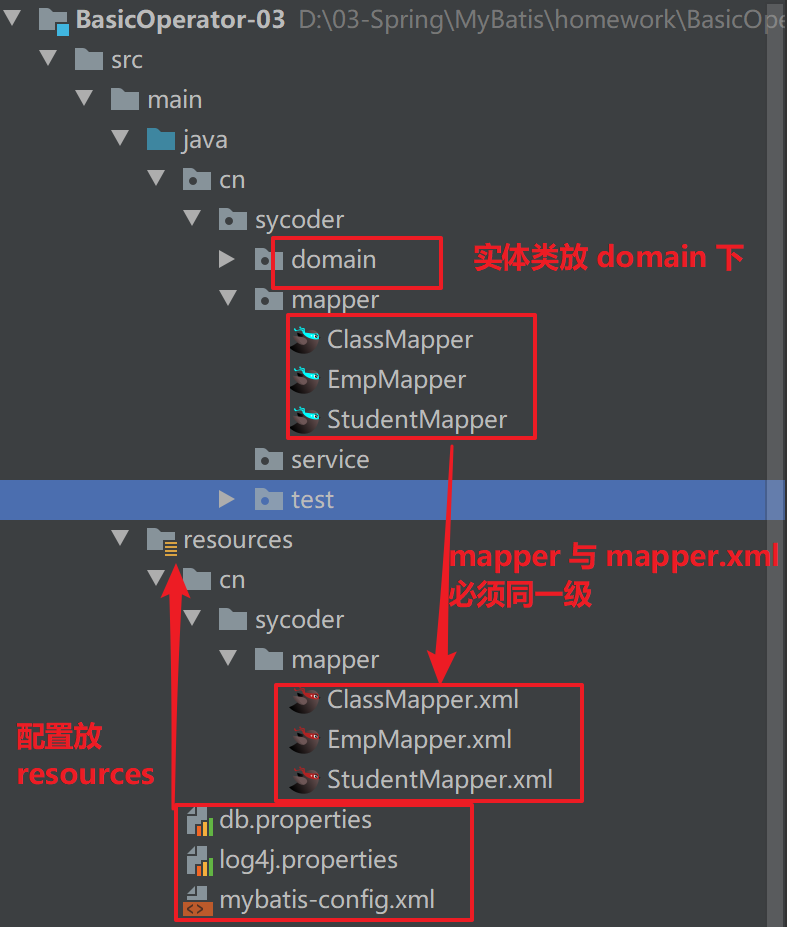 BasicOperator-03 D:\03-Spring\MyBatis\homework\BasicOpe
src
main
java
cn
sycoder
domain
实体类放 domain 下
mapper
ClassMapper
EmpMapper
StudentMapper
service
test
resources
mapper 与 mapper.xml
必须同一级
cn
sycoder
mapper
ClassMapper.xml
配置放
resources
EmpMapper.xml
StudentMapper.xml
db.properties
log4j.properties
mybatis-config.xml